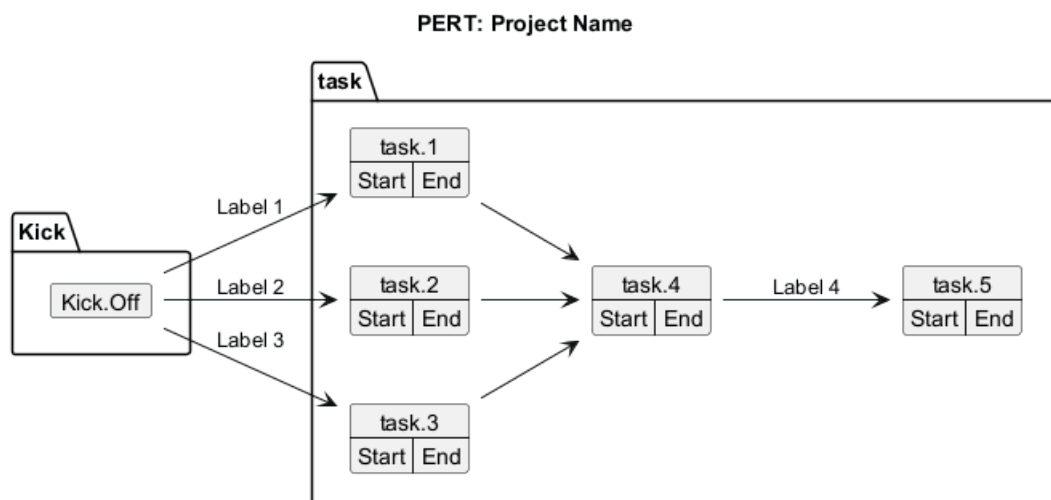 PERT: Project Name
task
task.1
Start End
Label 1
Kick
Kick.Off
Label 2
task.2
Start End
task.4
Start End
Label 4
task.5
Start End
Label 3
task.3
Start End